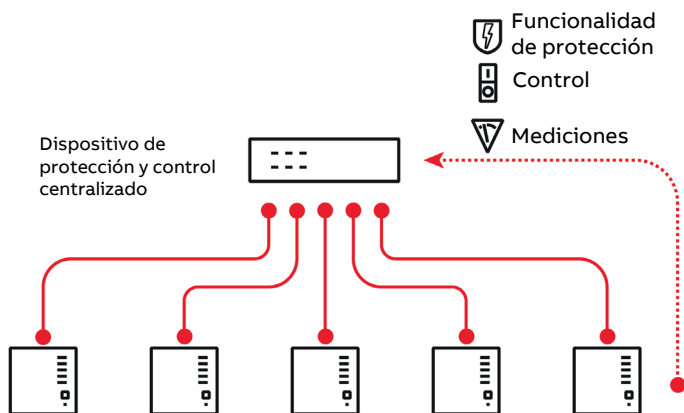 Funcionalidad
de protección
Control
Mediciones
Dispositivo de
protección y control
centralizado